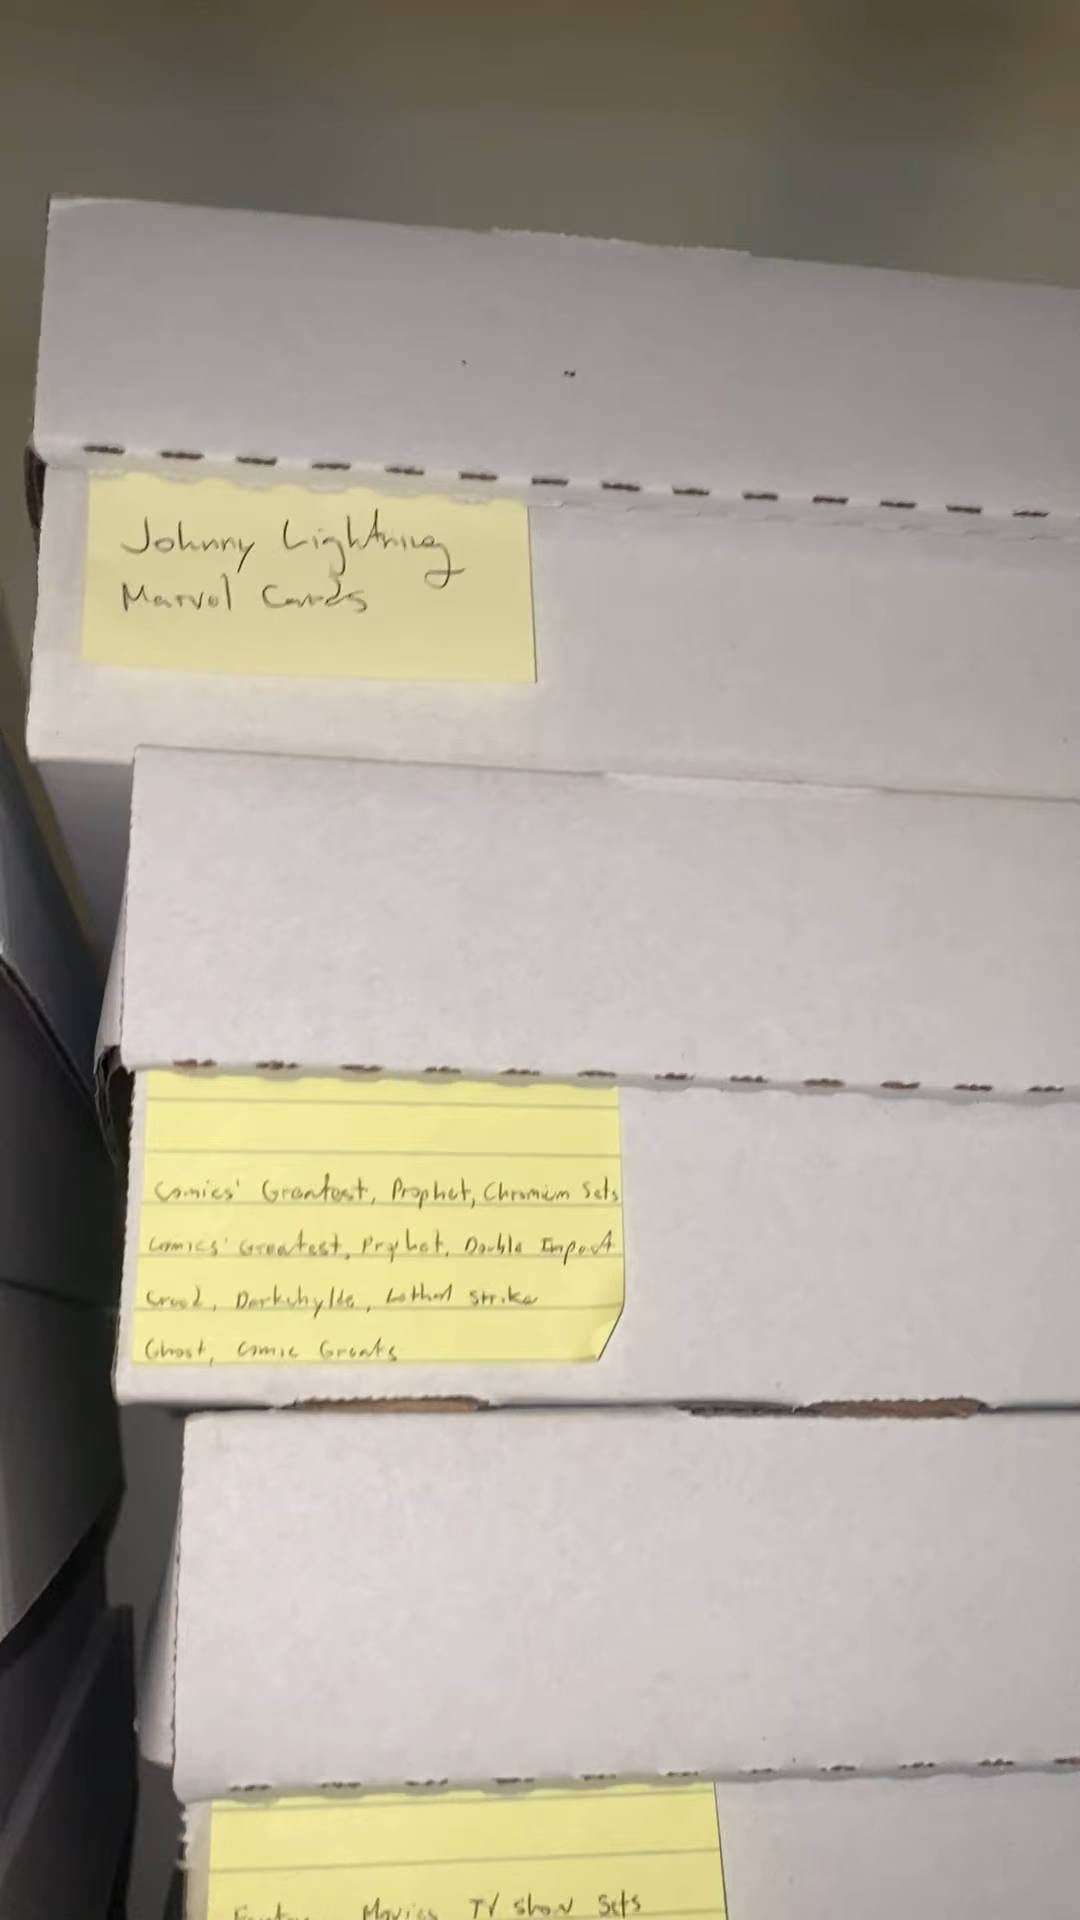 Johnny Lightning
Marvel Cards
Comics' Greatest, Prophet, Chromium Sets
Comics' Greatest, Prophet, Double Impact
Creed, Darkchylde, Lethal Strike
Ghost, Comic Greats
Movies TV show Sets